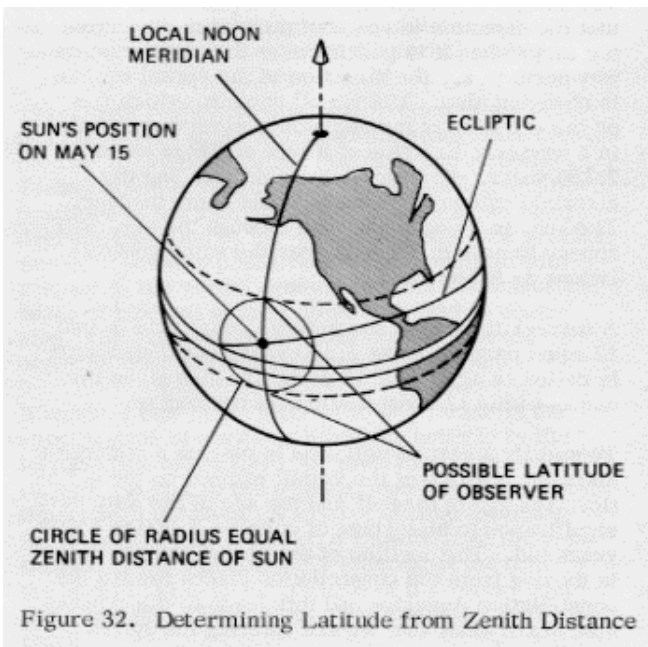 LOCAL NOON
MERIDIAN
SUN'S POSITION
ON MAY 15
ECLIPTIC
POSSIBLE LATITUDE
OF OBSERVER
CIRCLE OF RADIUS EQUAL
ZENITH DISTANCE OF SUN
Figure 32. Determining Latitude from Zenith Distance